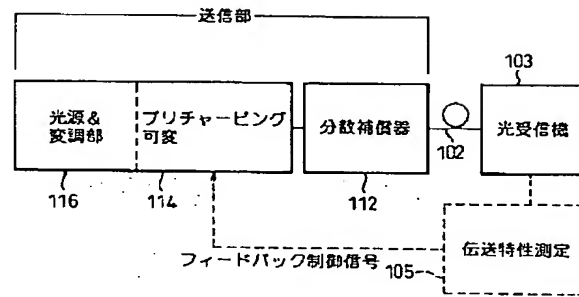 送信部
103
光源&
変調部
プリチャーピング
可変
分散補償器
102
光受信機
116
114
112
伝送特性測定
フィードバック制御信号
105